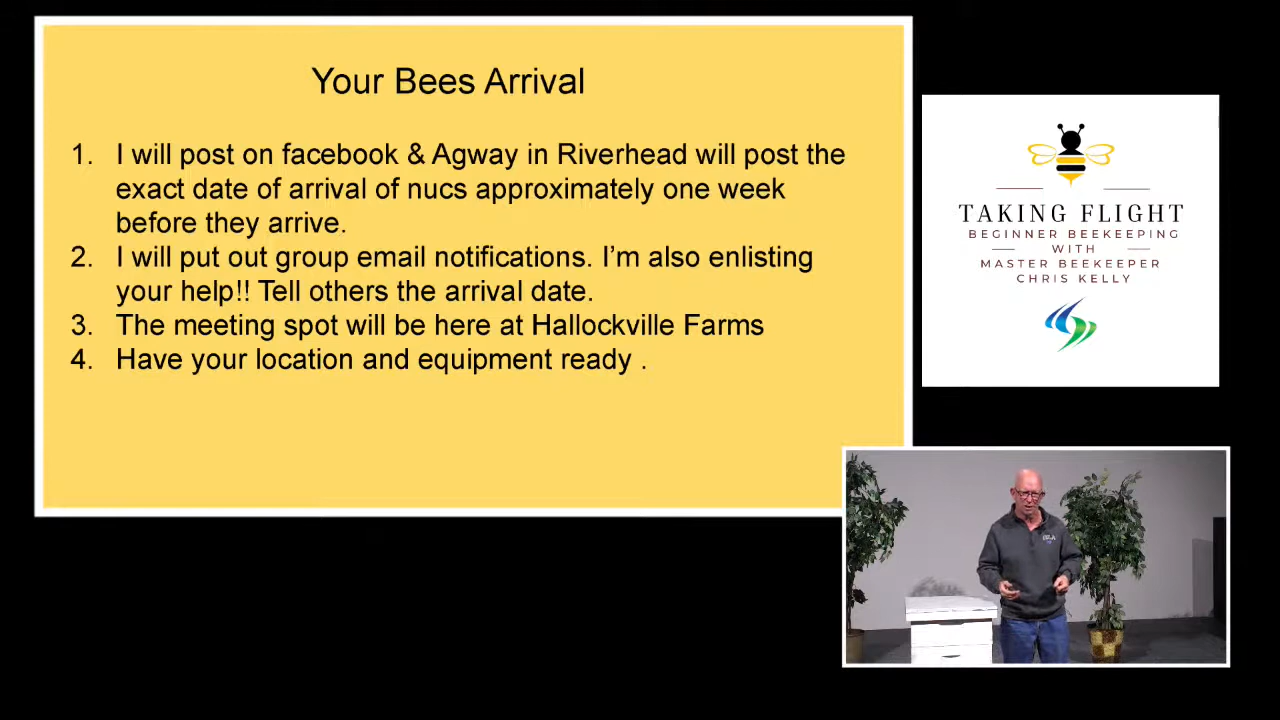 Your Bees Arrival
1. I will post on facebook & Agway in Riverhead will post the
exact date of arrival of nucs approximately one week
before they arrive.
2. I will put out group email notifications. I’m also enlisting
your help!! Tell others the arrival date.
3. The meeting spot will be here at Hallockville Farms
4. Have your location and equipment ready .
TAKING FLIGHT
BEGINNER BEEKEEPING
WITH
MASTER BEEKEEPER
CHRIS KELLY